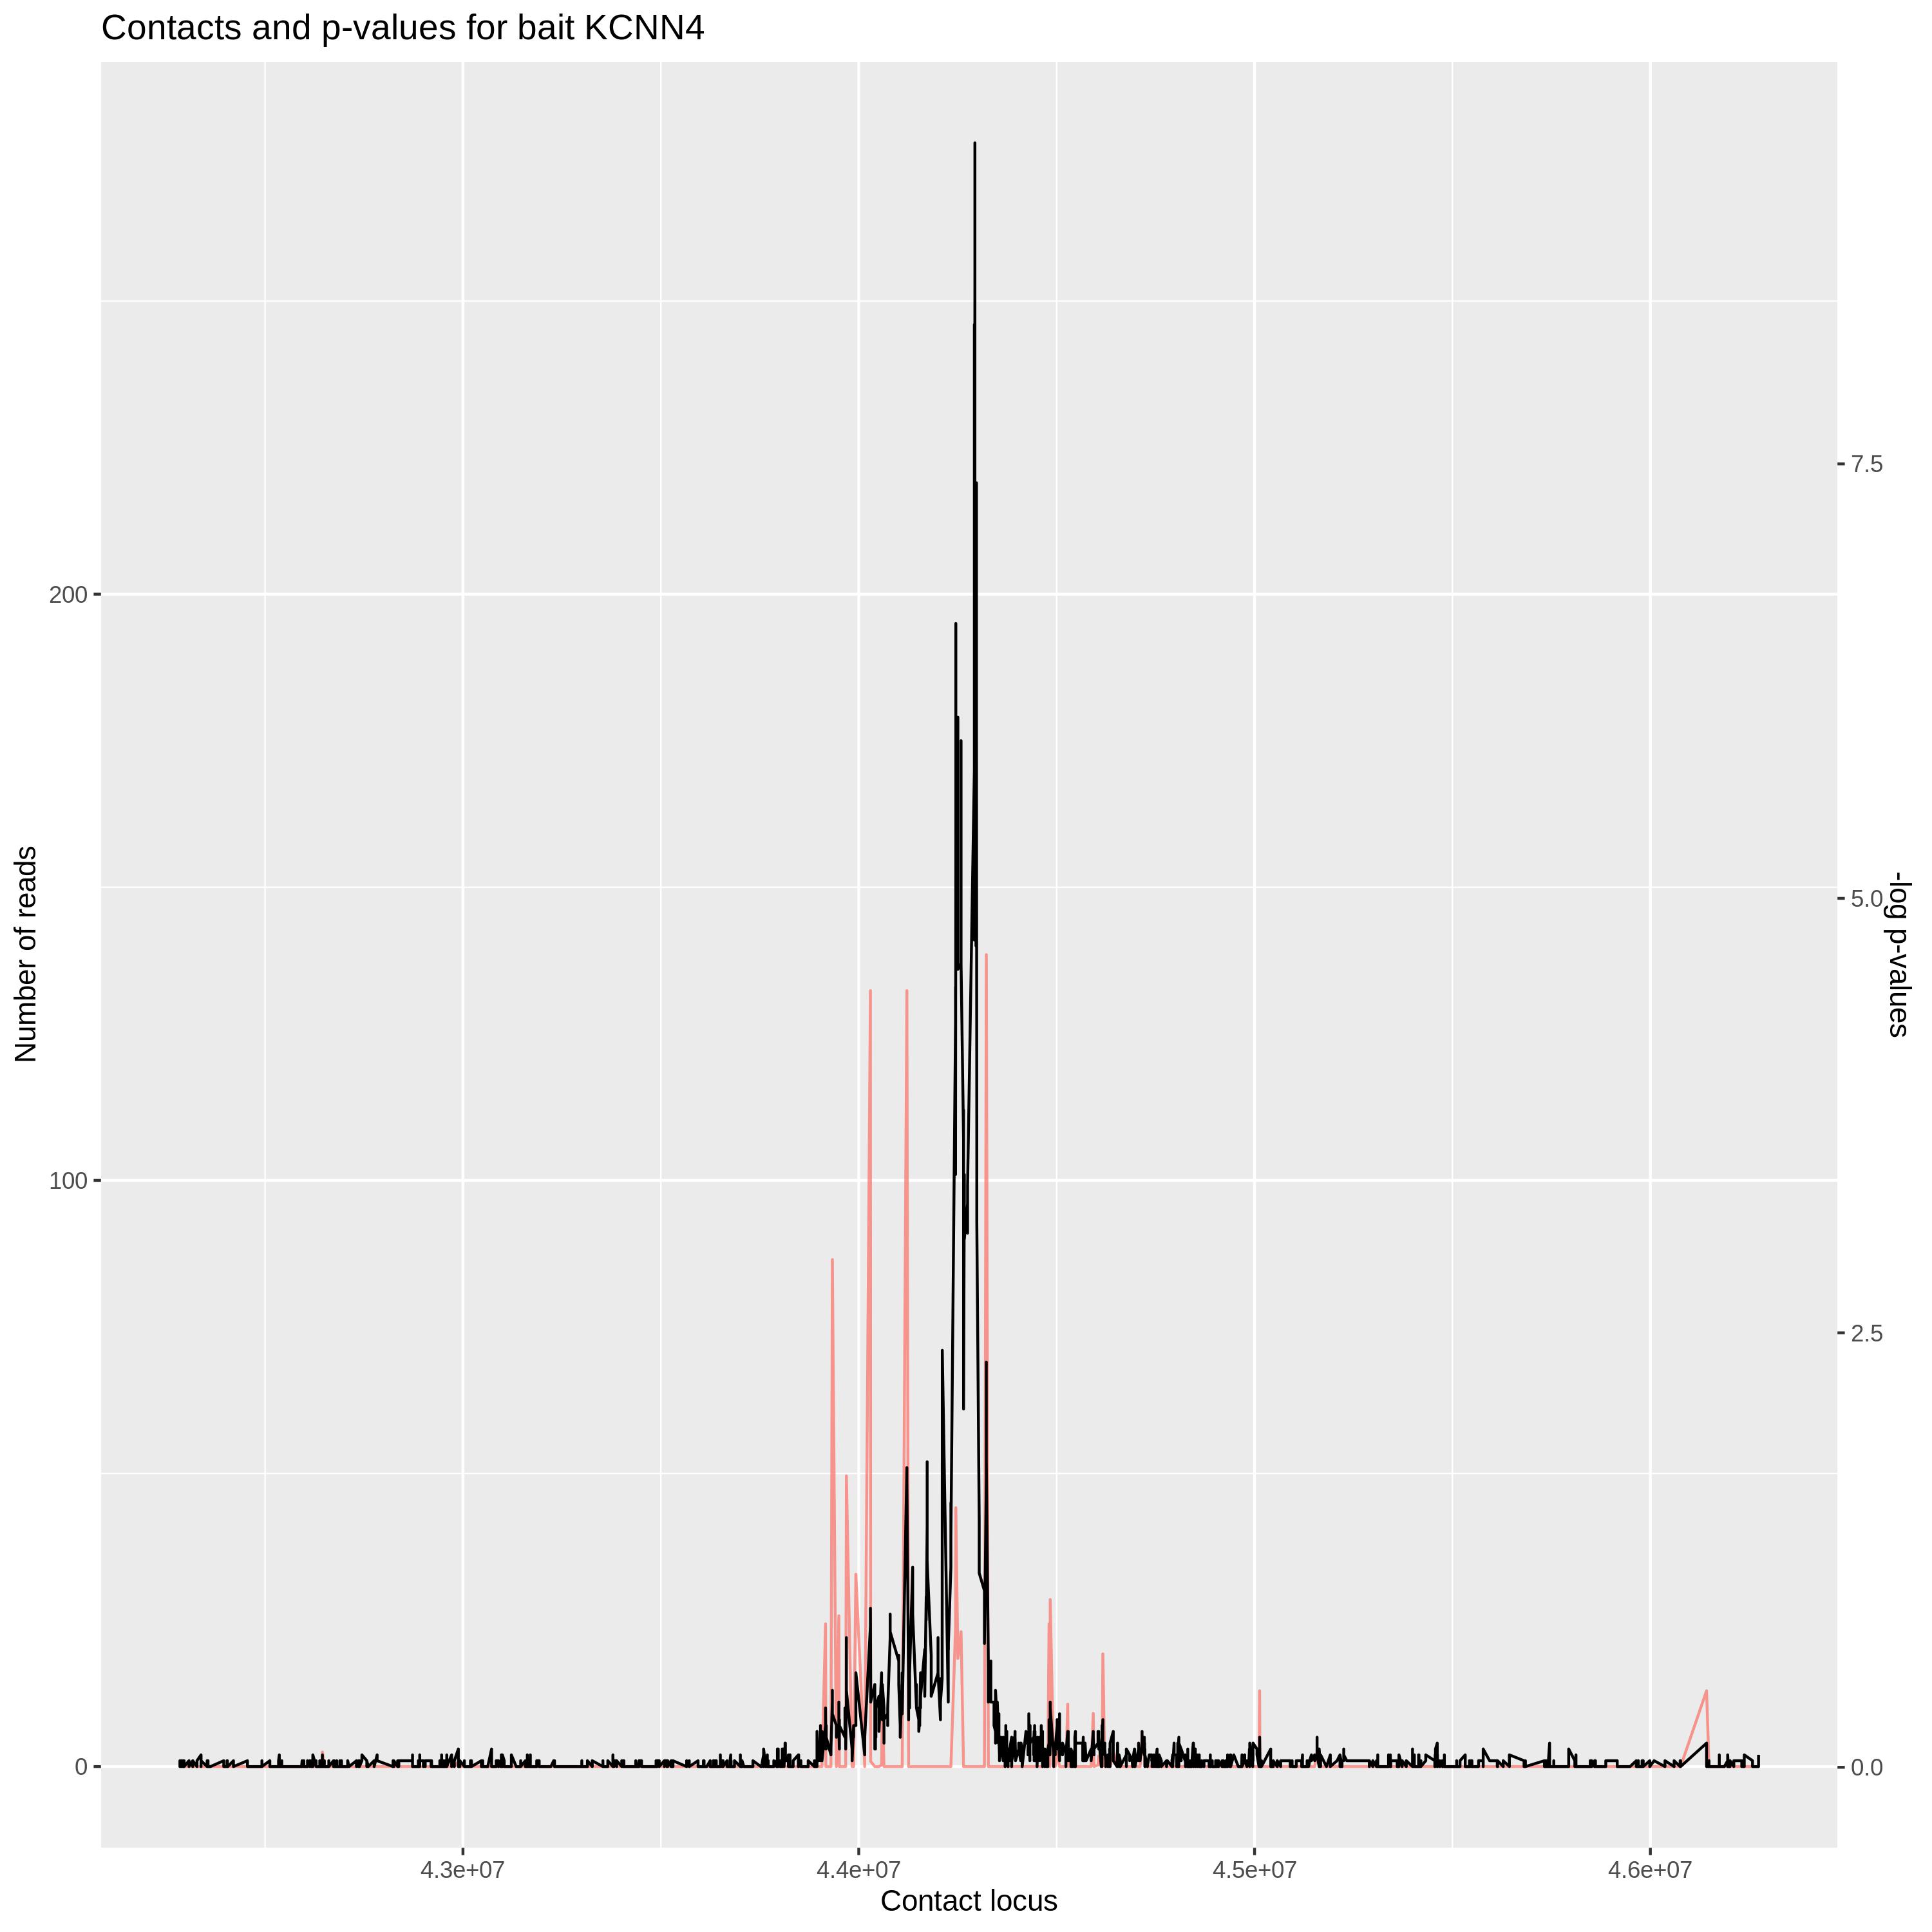 Contacts and p-values for bait KCNN4
Number of reads
200
100
0
7.5
5.0
2.5
0.0
-log p-values
4.3e+07
4.4e+07
4.5e+07
4.6e+07
Contact locus